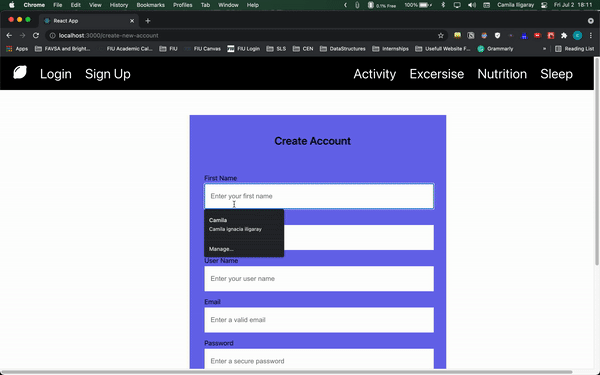 Chrome File Edit View History Bookmarks Profiles Tab Window Help 0.1% Free 100% Camila Iligaray Fri Jul 2 18:11
React App
localhost:3000/create-new-account
Apps FAVSA and Bright... FIU Academic Cal... FIU FIU Canvas FIU Login SLS CEN DataStructures Internships Usefull Website F... Grammarly » Reading List
Login Sign Up Activity Excersise Nutrition Sleep
Create Account
First Name
Enter your first name
Camila
Camila ignacia Iligaray
Manage...
User Name
Enter your user name
Email
Enter a valid email
Password
Enter a secure password